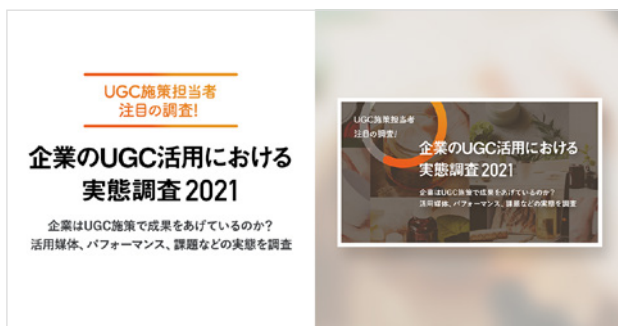 UGC施策担当者
注目の調査!
企業のUGC活用における
実態調査 2021
企業はUGC施策で成果をあげているのか?
活用媒体、パフォーマンス、課題などの実態を調査
UGC施策担当者
注目の調査!
企業のUGC活用における
実態調査 2021
企業はUGC施策で成果をあげているのか?
活用媒体、パフォーマンス、課題などの実態を調査